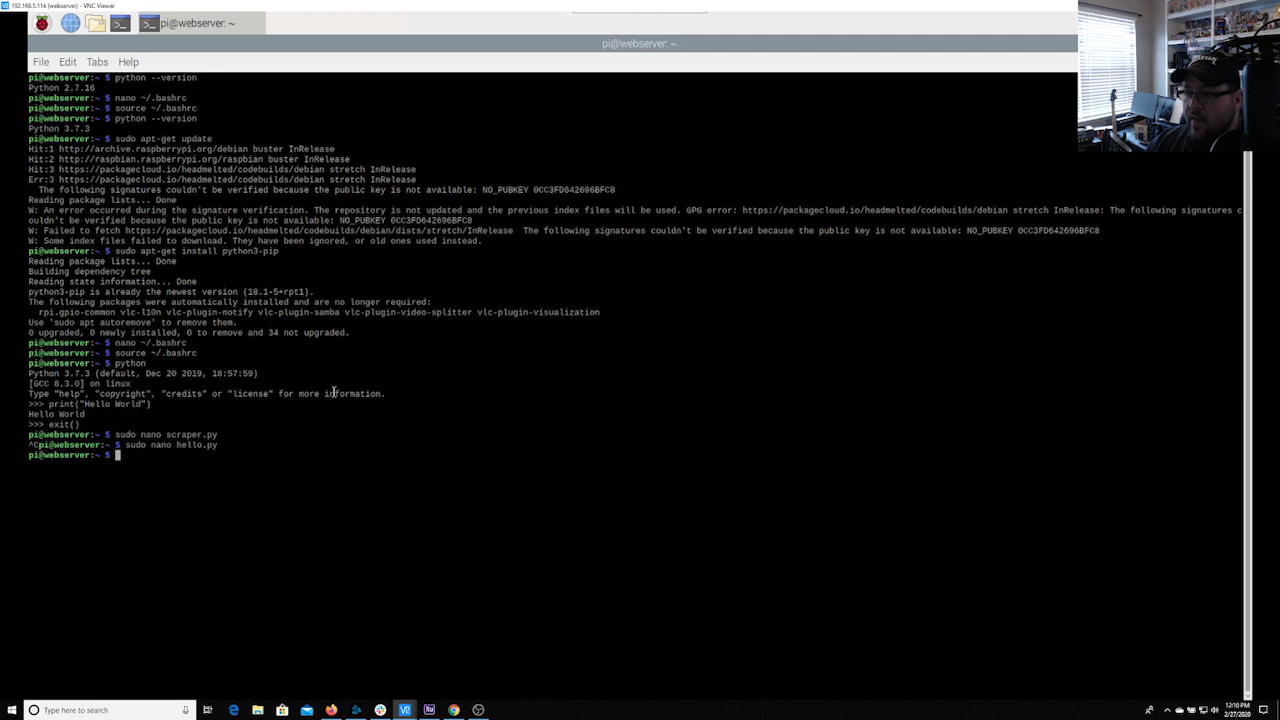 192.168.5.114 (webserver) - VNC Viewer
pi@webserver: ~
pi@webserver: ~
File Edit Tabs Help
pi@webserver:~ $ python --version
Python 2.7.16
pi@webserver:~ $ nano ~/.bashrc
pi@webserver:~ $ source ~/.bashrc
pi@webserver:~ $ python --version
Python 3.7.3
pi@webserver:~ $ sudo apt-get update
Hit:1 http://archive.raspberrypi.org/debian buster InRelease
Hit:2 http://raspbian.raspberrypi.org/raspbian buster InRelease
Hit:3 https://packagecloud.io/headmelted/codebuilds/debian stretch InRelease
Err:3 https://packagecloud.io/headmelted/codebuilds/debian stretch InRelease
The following signatures couldn't be verified because the public key is not available: NO_PUBKEY 0CC3FD642696BFC8
Reading package lists... Done
W: An error occurred during the signature verification. The repository is not updated and the previous index files will be used. GPG error: https://packagecloud.io/headmelted/codebuilds/debian stretch InRelease: The following signatures c
ouldn't be verified because the public key is not available: NO_PUBKEY 0CC3FD642696BFC8
W: Failed to fetch https://packagecloud.io/headmelted/codebuilds/debian/dists/stretch/InRelease The following signatures couldn't be verified because the public key is not available: NO_PUBKEY 0CC3FD642696BFC8
W: Some index files failed to download. They have been ignored, or old ones used instead.
pi@webserver:~ $ sudo apt-get install python3-pip
Reading package lists... Done
Building dependency tree
Reading state information... Done
python3-pip is already the newest version (18.1-5+rpt1).
The following packages were automatically installed and are no longer required:
rpi.gpio-common vlc-l10n vlc-plugin-notify vlc-plugin-samba vlc-plugin-video-splitter vlc-plugin-visualization
Use 'sudo apt autoremove' to remove them.
0 upgraded, 0 newly installed, 0 to remove and 34 not upgraded.
pi@webserver:~ $ nano ~/.bashrc
pi@webserver:~ $ source ~/.bashrc
pi@webserver:~ $ python
Python 3.7.3 (default, Dec 20 2019, 18:57:59)
[GCC 8.3.0] on linux
Type "help", "copyright", "credits" or "license" for more information.
>>> print("Hello World")
Hello World
>>> exit()
pi@webserver:~ $ sudo nano scraper.py
^Cpi@webserver:~ $ sudo nano hello.py
pi@webserver:~ $
Type here to search
12:10 PM
2/27/2020